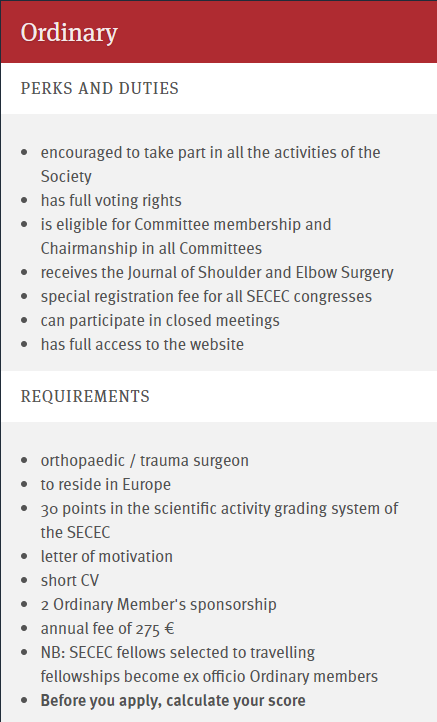 Ordinary
PERKS AND DUTIES
encouraged to take part in all the activities of the
Society
has full voting rights
is eligible for Committee membership and
Chairmanship in all Committees
receives the Journal of Shoulder and Elbow Surgery
special registration fee for all SECEC congresses
can participate in closed meetings
has full access to the website
REQUIREMENTS
orthopaedic / trauma surgeon
to reside in Europe
30 points in the scientific activity grading system of
the SECEC
letter of motivation
short CV
2 Ordinary Member's sponsorship
annual fee of 275 €
NB: SECEC fellows selected to travelling
fellowships become ex officio Ordinary members
Before you apply, calculate your score